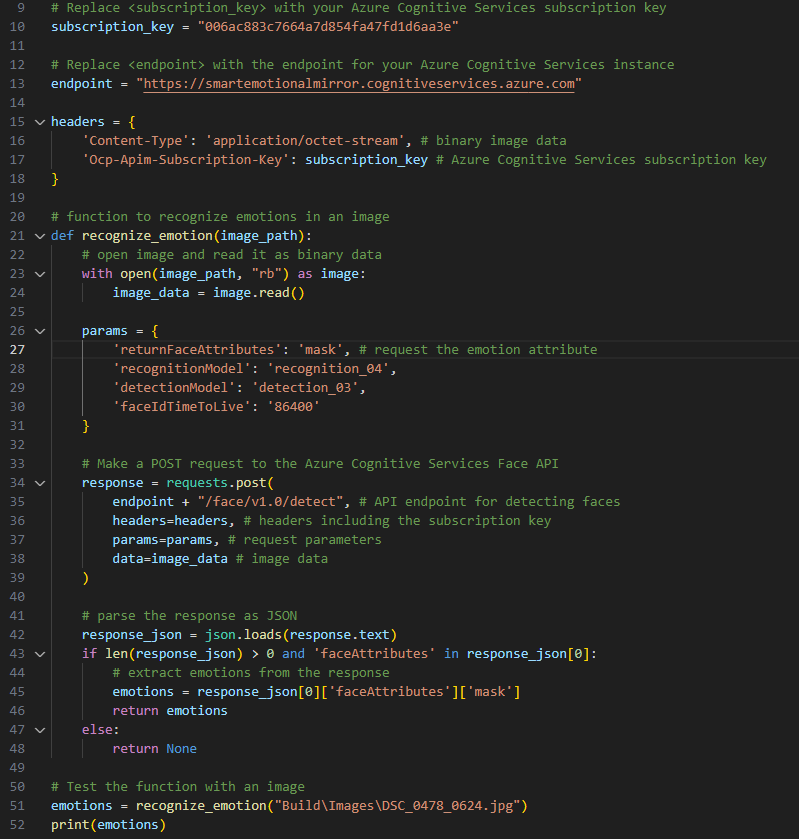 9 # Replace <subscription_key> with your Azure Cognitive Services subscription key
10 subscription_key = "006ac883c7664a7d854fa47fd1d6aa3e"
11
12 # Replace <endpoint> with the endpoint for your Azure Cognitive Services instance
13 endpoint = "https://smartemotionalmirror.cognitiveservices.azure.com"
14
15 headers = {
16     'Content-Type': 'application/octet-stream', # binary image data
17     'Ocp-Apim-Subscription-Key': subscription_key # Azure Cognitive Services subscription key
18 }
19
20 # function to recognize emotions in an image
21 def recognize_emotion(image_path):
22     # open image and read it as binary data
23     with open(image_path, "rb") as image:
24         image_data = image.read()
25
26     params = {
27         'returnFaceAttributes': 'mask', # request the emotion attribute
28         'recognitionModel': 'recognition_04',
29         'detectionModel': 'detection_03',
30         'faceIdTimeToLive': '86400'
31     }
32
33     # Make a POST request to the Azure Cognitive Services Face API
34     response = requests.post(
35         endpoint + "/face/v1.0/detect", # API endpoint for detecting faces
36         headers=headers, # headers including the subscription key
37         params=params, # request parameters
38         data=image_data # image data
39     )
40
41     # parse the response as JSON
42     response_json = json.loads(response.text)
43     if len(response_json) > 0 and 'faceAttributes' in response_json[0]:
44         # extract emotions from the response
45         emotions = response_json[0]['faceAttributes']['mask']
46         return emotions
47     else:
48         return None
49
50 # Test the function with an image
51 emotions = recognize_emotion("Build\Images\DSC_0478_0624.jpg")
52 print(emotions)